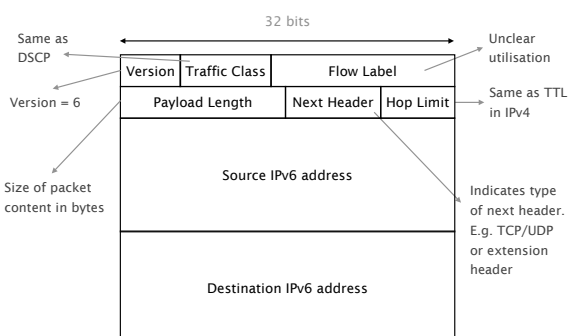 32 bits
Same as
DSCP
Unclear
utilisation
Version
Traffic Class
Flow Label
Version = 6
Payload Length
Next Header
Hop Limit
Same as TTL
in IPv4
Source IPv6 address
Size of packet
content in bytes
Indicates type
of next header.
E.g. TCP/UDP
or extension
header
Destination IPv6 address